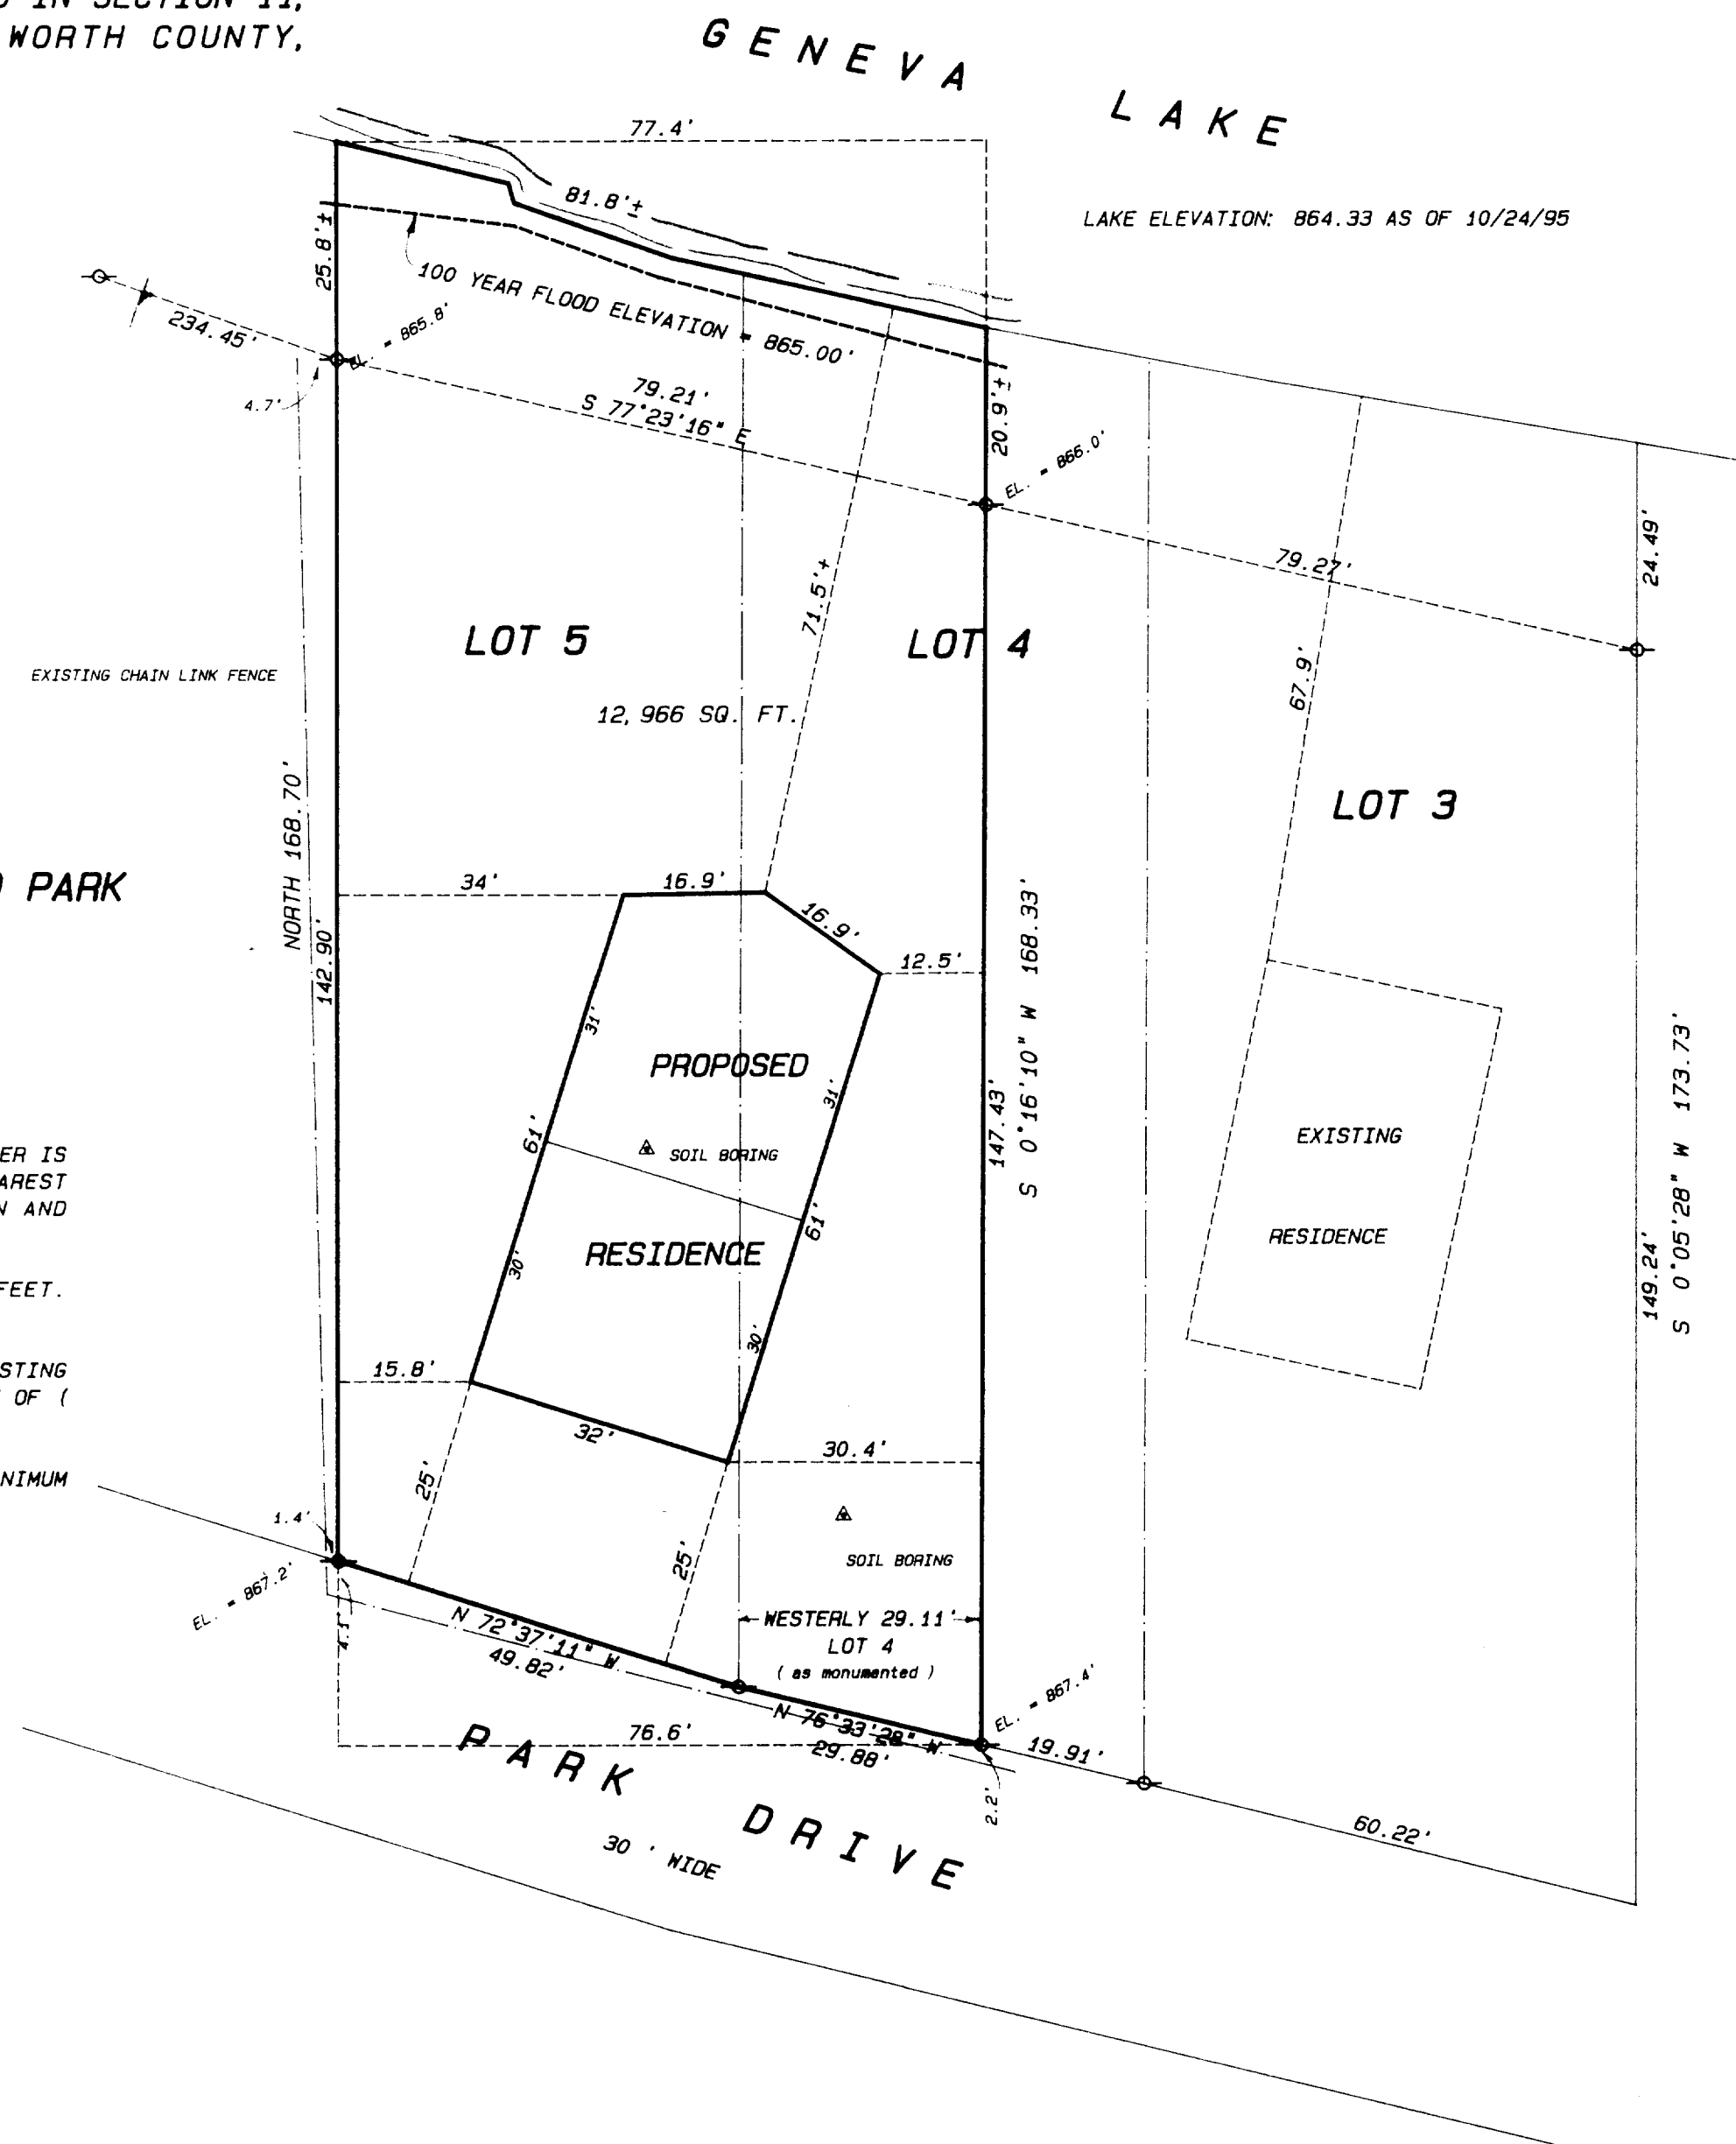 IN SECTION 11,
WORTH COUNTY,
GENEVA LAKE
77.4'
81.8'±
LAKE ELEVATION: 864.33 AS OF 10/24/95
25.8'±
100 YEAR FLOOD ELEVATION = 865.00'
234.45'
EL. = 865.8'
4.7'
79.21'
S 77°23'16" E
20.9'±
EL. = 866.0'
79.27'
24.49'
71.5'±
67.9'
LOT 5
LOT 4
EXISTING CHAIN LINK FENCE
12,966 SQ. FT.
LOT 3
NORTH 168.70'
142.90'
PARK
34'
16.9'
16.9'
12.5'
S 0°16'10" W 168.33'
147.43'
31'
PROPOSED
31'
61'
SOIL BORING
61'
EXISTING
RESIDENCE
S 0°05'28" W 173.73'
149.24'
ER IS
AREST
N AND
RESIDENCE
30'
FEET.
30'
STING
OF (
15.8'
32'
30.4'
NIMUM
25'
25'
1.4'
SOIL BORING
EL. = 867.2'
4.1'
N 72°37'11" W
49.82'
WESTERLY 29.11'
LOT 4
( as monumented )
EL. = 867.4'
N 76°33'28" W
29.88'
76.6'
19.91'
2.2'
60.22'
PARK DRIVE
30 ' WIDE